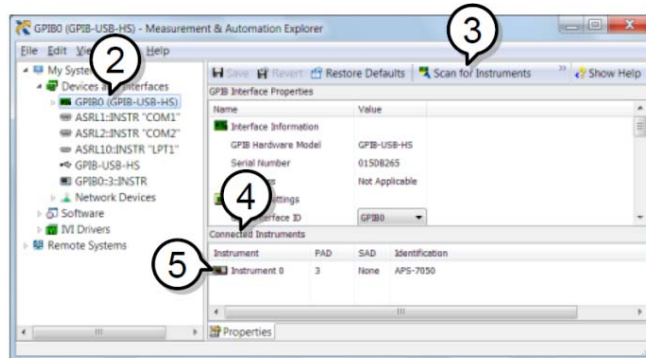 GPIB0 (GPIB-USB-HS) - Measurement & Automation Explorer
File Edit Help
3
2
My System
Devices and Interfaces
GPIB0 (GPIB-USB-HS)
ASRL1::INSTR "COM1"
ASRL2::INSTR "COM2"
ASRL10::INSTR "LPT1"
GPIB-USB-HS
GPIB0::3::INSTR
Network Devices
Software
IVI Drivers
Remote Systems
Save Revert Restore Defaults Scan for Instruments Show Help
GPIB Interface Properties
Name Value
Interface Information
GPIB Hardware Model GPIB-USB-HS
Serial Number 015DB265
Not Applicable
GPIB0
4
Connected Instruments
Instrument PAD SAD Identification
5
Instrument 0 3 None APS-7050
Properties